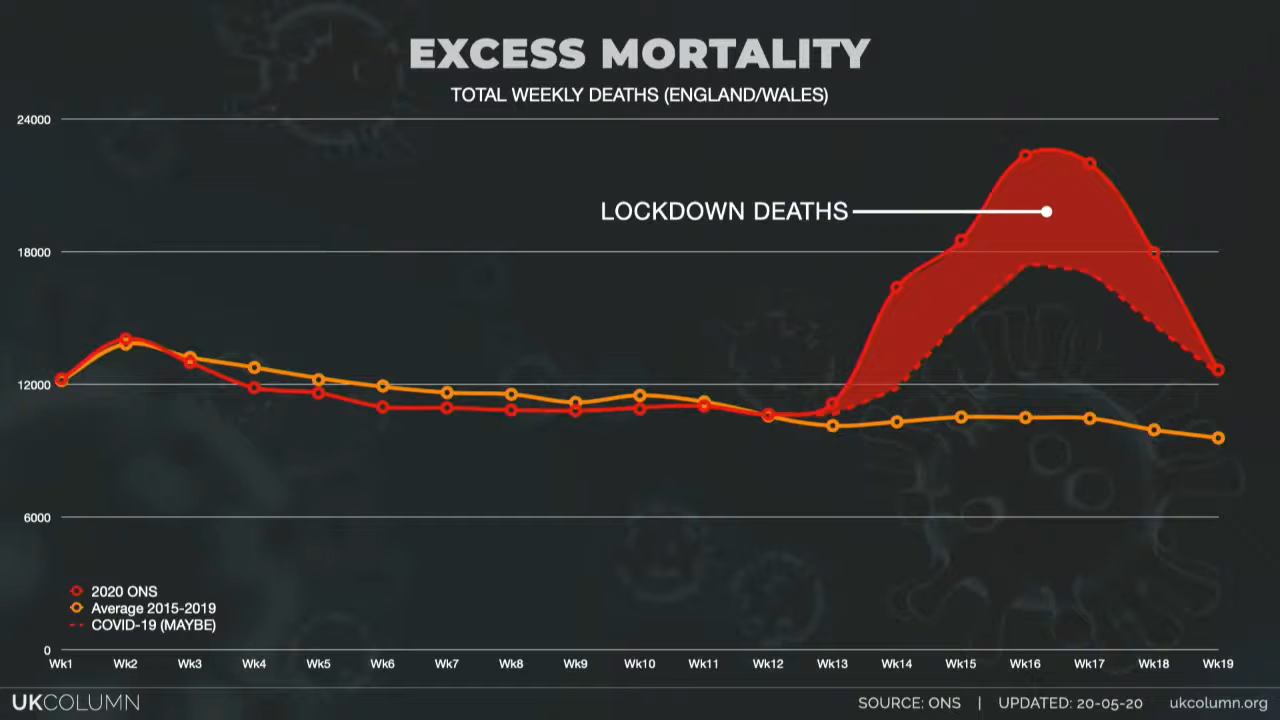 EXCESS MORTALITY
TOTAL WEEKLY DEATHS (ENGLAND/WALES)
24000
LOCKDOWN DEATHS
18000
12000
6000
2020 ONS
Average 2015-2019
COVID-19 (MAYBE)
0
Wk1 Wk2 Wk3 Wk4 Wk5 Wk6 Wk7 Wk8 Wk9 Wk10 Wk11 Wk12 Wk13 Wk14 Wk15 Wk16 Wk17 Wk18 Wk19
UKCOLUMN SOURCE: ONS | UPDATED: 20-05-20 ukcolumn.org